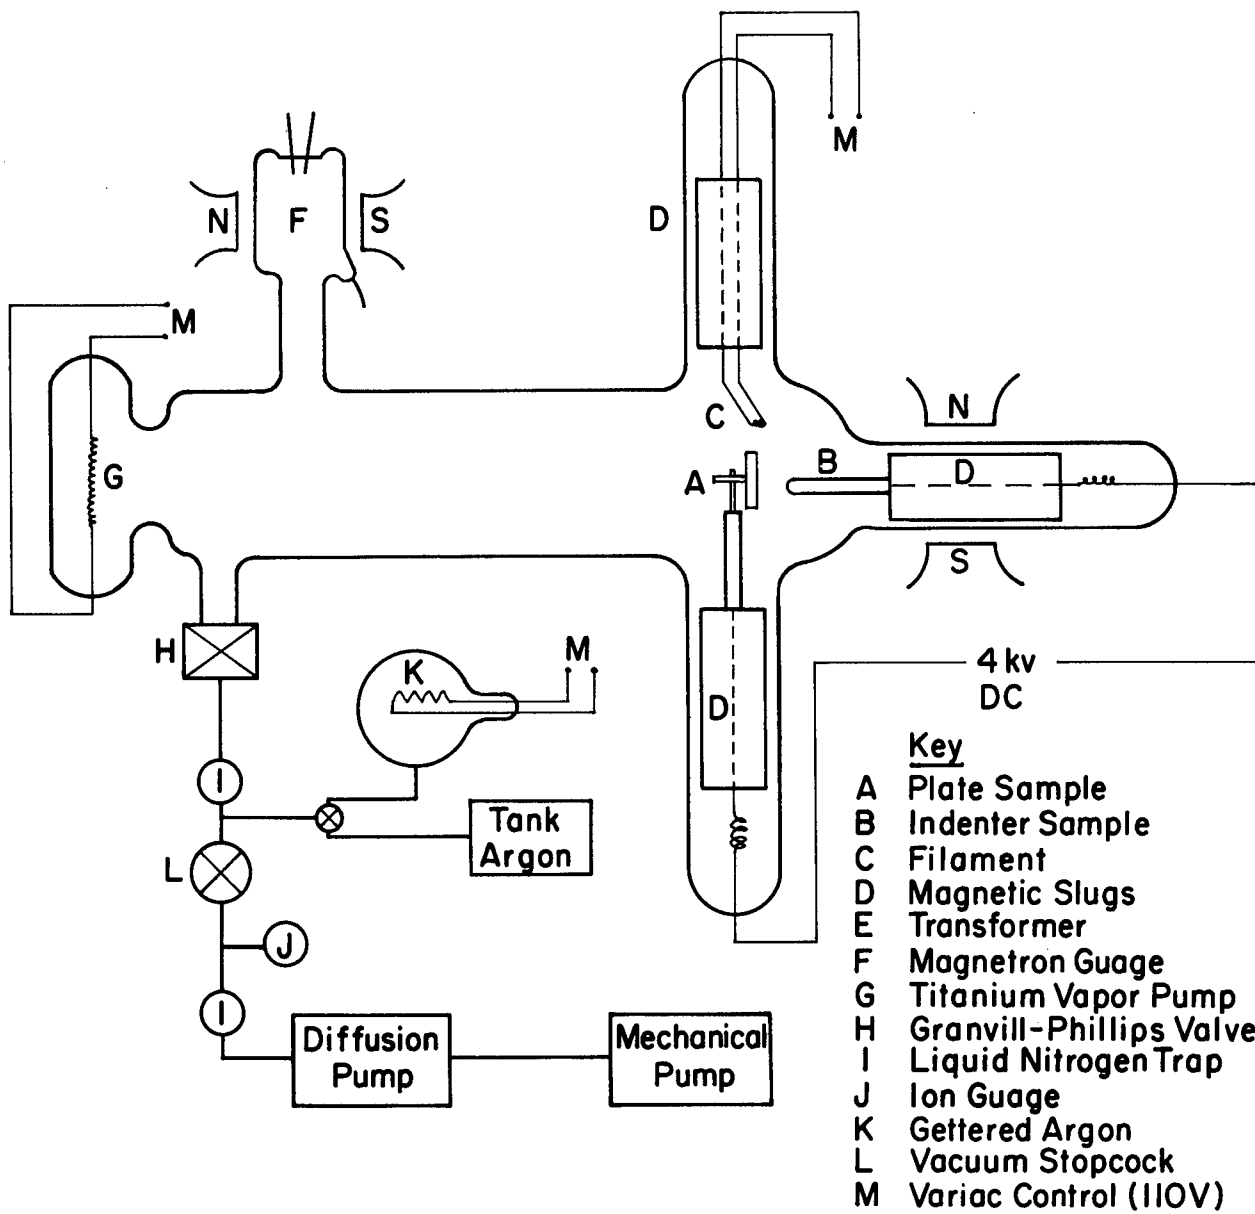 M
D
N
F
S
M
C
N
G
A
B
D
S
H
K
M
D
4 kv
DC
I
Tank
Argon
L
J
I
Diffusion
Pump
Mechanical
Pump
Key
A Plate Sample
B Indenter Sample
C Filament
D Magnetic Slugs
E Transformer
F Magnetron Guage
G Titanium Vapor Pump
H Granvill-Phillips Valve
I Liquid Nitrogen Trap
J Ion Guage
K Gettered Argon
L Vacuum Stopcock
M Variac Control (110V)